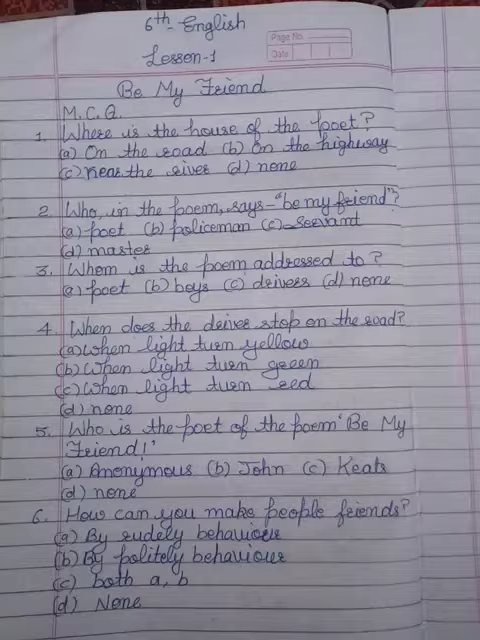 6th English
Page No.
Date
Lesson-1
Be My Friend
M.C.Q.
1. Where is the house of the poet?
(a) On the road (b) On the highway
(c) near the river (d) none
2. Who, in the poem, says-"be my friend"?
(a) poet (b) policeman (c) servant
(d) master
3. Whom is the poem addressed to?
(a) poet (b) boys (c) drivers (d) none
4. When does the driver stop on the road?
(a) When light turn yellow
(b) When light turn green
(c) When light turn red
(d) none
5. Who is the poet of the poem 'Be My
Friend!'
(a) Anonymous (b) John (c) Keats
(d) none
6. How can you make people friends?
(a) By rudely behaviour
(b) By politely behaviour
(c) both a, b
(d) None